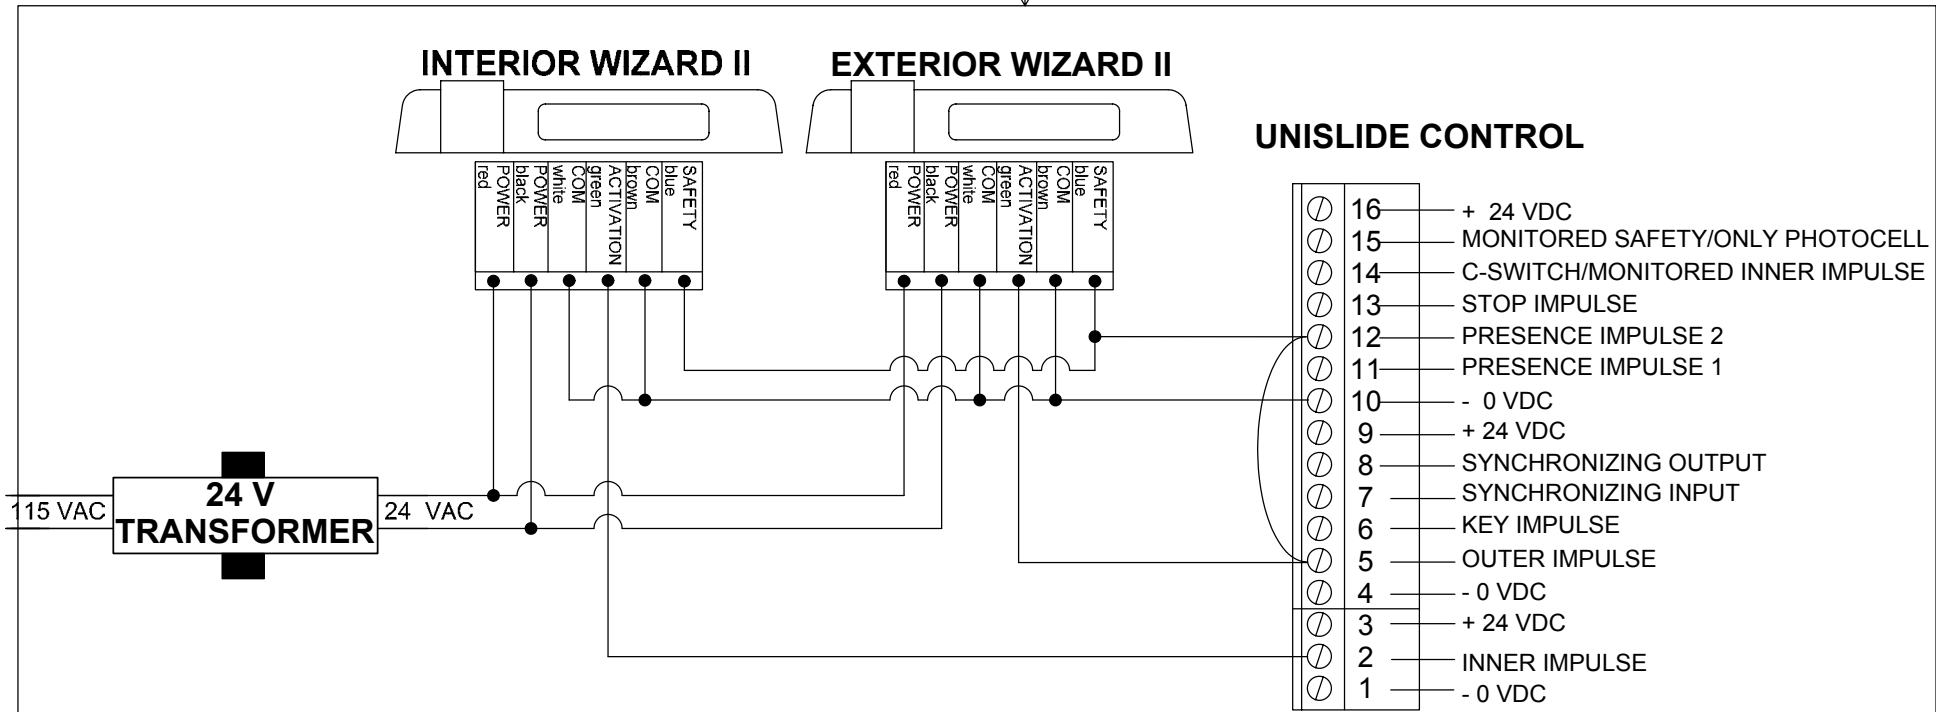 INTERIOR WIZARD II
EXTERIOR WIZARD II
UNISLIDE CONTROL
red
POWER
black
POWER
white
COM
green
ACTIVATION
brown
COM
blue
SAFETY
red
POWER
black
POWER
white
COM
green
ACTIVATION
brown
COM
blue
SAFETY
16 + 24 VDC
15 MONITORED SAFETY/ONLY PHOTOCELL
14 C-SWITCH/MONITORED INNER IMPULSE
13 STOP IMPULSE
12 PRESENCE IMPULSE 2
11 PRESENCE IMPULSE 1
10 - 0 VDC
9 + 24 VDC
8 SYNCHRONIZING OUTPUT
7 SYNCHRONIZING INPUT
6 KEY IMPULSE
5 OUTER IMPULSE
4 - 0 VDC
3 + 24 VDC
2 INNER IMPULSE
1 - 0 VDC
115 VAC
24 V
TRANSFORMER
24 VAC